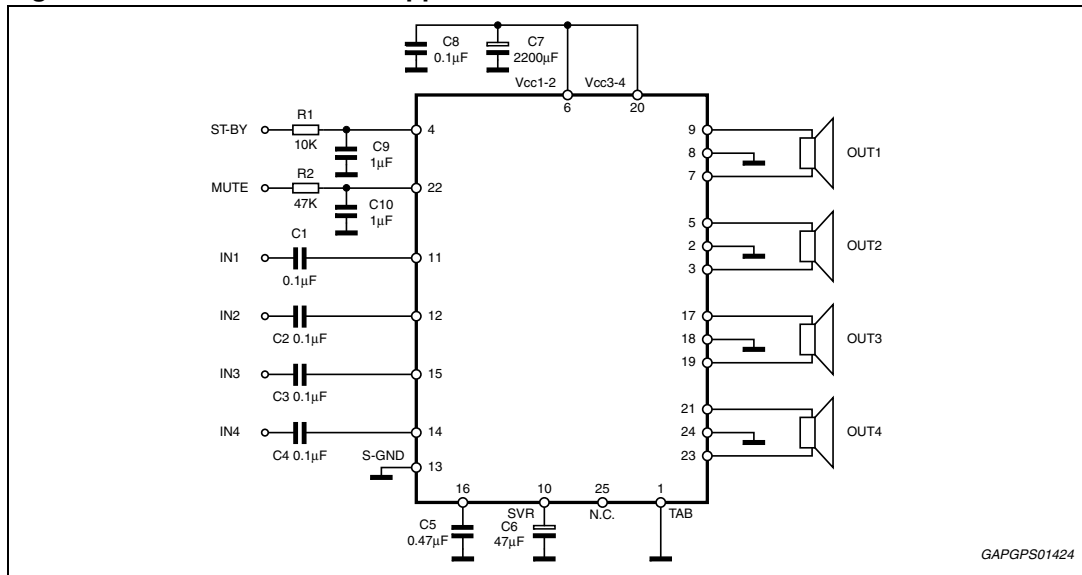 C8
0.1µF
C7
2200µF
Vcc1-2
Vcc3-4
6
20
ST-BY
R1
10K
4
C9
1µF
MUTE
R2
47K
22
C10
1µF
IN1
C1
0.1µF
11
IN2
C2 0.1µF
12
IN3
C3 0.1µF
15
IN4
C4 0.1µF
14
S-GND
13
9
8
7
OUT1
5
2
3
OUT2
17
18
19
OUT3
21
24
23
OUT4
16
10
25
1
SVR
N.C.
TAB
C5
0.47µF
C6
47µF
GAPGPS01424